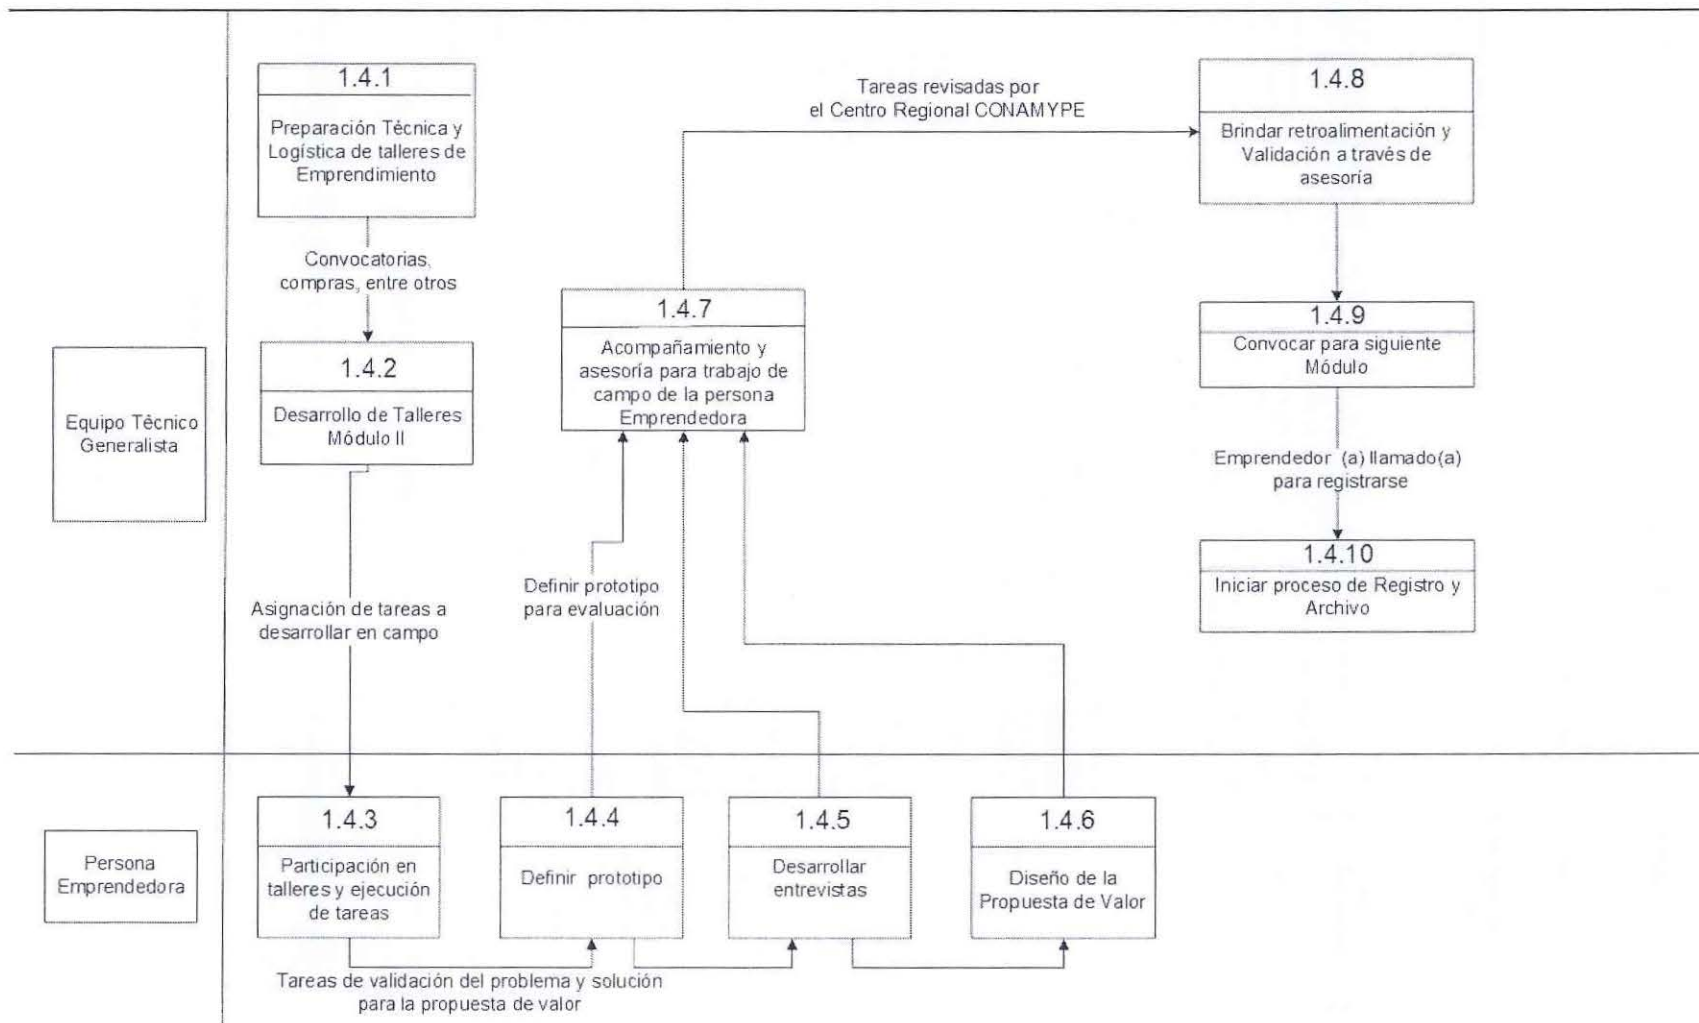 1.4.1
Preparación Técnica y
Logística de talleres de
Emprendimiento
Convocatorias,
compras, entre otros
1.4.2
Desarrollo de Talleres
Módulo II
Equipo Técnico
Generalista
Asignación de tareas a
desarrollar en campo
Definir prototipo
para evaluación
1.4.7
Acompañamiento y
asesoría para trabajo de
campo de la persona
Emprendedora
Tareas revisadas por
el Centro Regional CONAMYPE
1.4.8
Brindar retroalimentación y
Validación a través de
asesoría
1.4.9
Convocar para siguiente
Módulo
Emprendedor (a) llamado(a)
para registrarse
1.4.10
Iniciar proceso de Registro y
Archivo
Persona
Emprendedora
1.4.3
Participación en
talleres y ejecución
de tareas
1.4.4
Definir prototipo
1.4.5
Desarrollar
entrevistas
1.4.6
Diseño de la
Propuesta de Valor
Tareas de validación del problema y solución
para la propuesta de valor